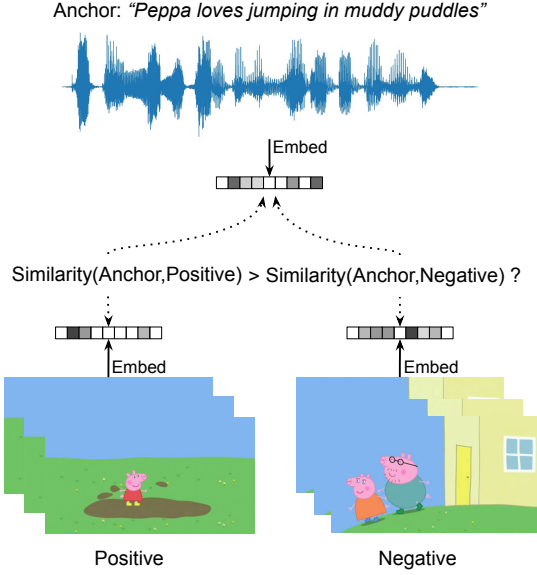 Anchor: “Peppa loves jumping in muddy puddles”
Embed
Similarity(Anchor,Positive) > Similarity(Anchor,Negative) ?
Embed
Embed
Positive
Negative